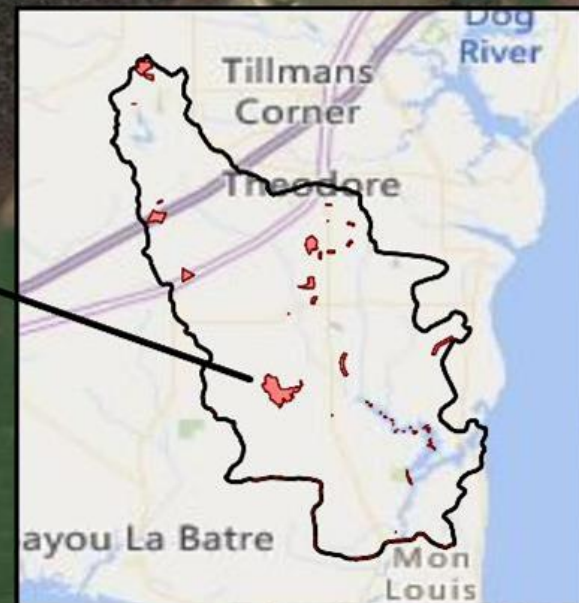 Dog
River
Tillmans
Corner
Theodore
ayou La Batre
Mon
Louis